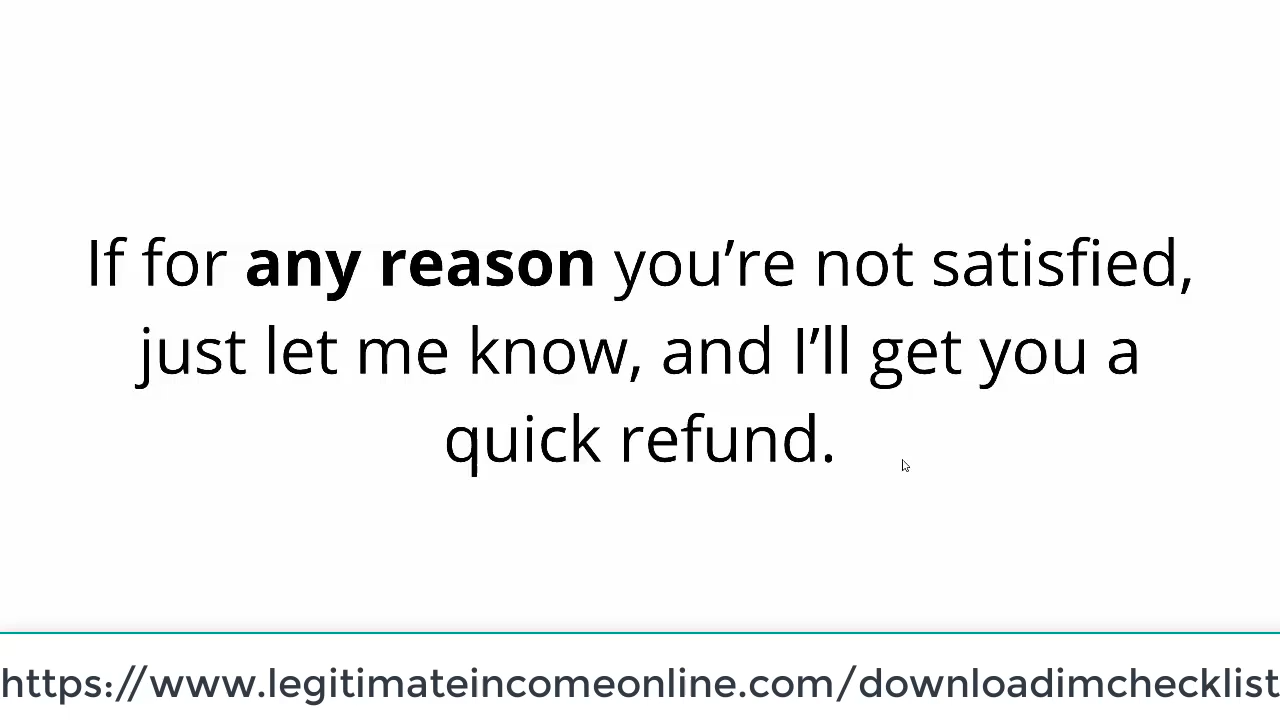 If for any reason you’re not satisfied,
just let me know, and I’ll get you a
quick refund.
https://www.legitimateincomeonline.com/downloadimchecklist